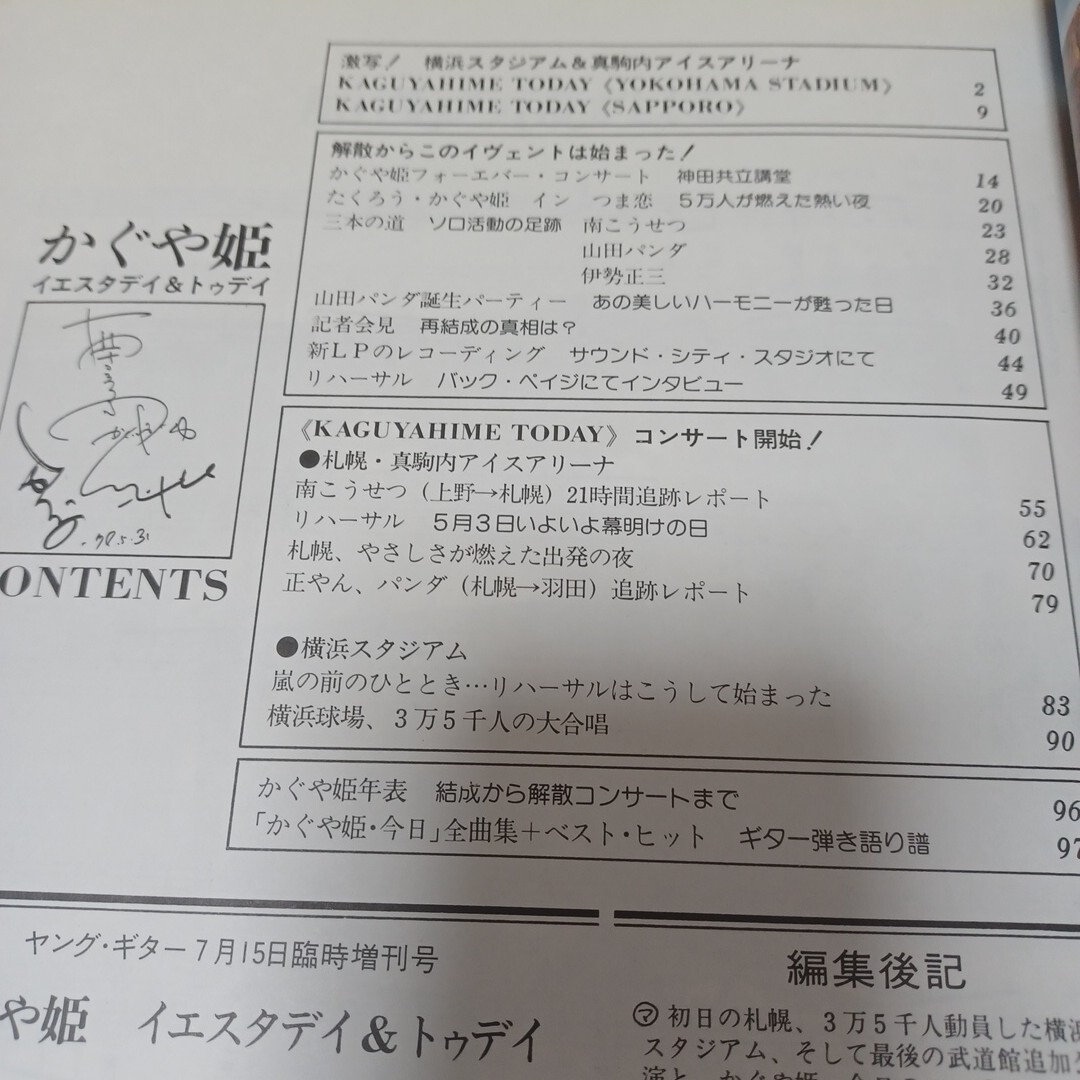 激写! 横浜スタジアム&真駒内アイスアリーナ
KAGUYAHIME TODAY《YOKOHAMA STADIUM》 2
KAGUYAHIME TODAY《SAPPORO》 9
解散からこのイヴェントは始まった!
かぐや姫フォーエバー・コンサート 神田共立講堂 14
たくろう・かぐや姫 イン つま恋 5万人が燃えた熱い夜 20
三本の道 ソロ活動の足跡 南こうせつ 23
山田パンダ 28
伊勢正三 32
山田パンダ誕生パーティー あの美しいハーモニーが甦った日 36
記者会見 再結成の真相は? 40
新LPのレコーディング サウンド・シティ・スタジオにて 44
リハーサル バック・ペイジにてインタビュー 49
かぐや姫
イエスタデイ&トゥデイ
'78.5.31
ONTENTS
《KAGUYAHIME TODAY》コンサート開始!
●札幌・真駒内アイスアリーナ
南こうせつ(上野→札幌)21時間追跡レポート 55
リハーサル 5月3日いよいよ幕明けの日 62
札幌、やさしさが燃えた出発の夜 70
正やん、パンダ(札幌→羽田)追跡レポート 79
●横浜スタジアム
嵐の前のひととき…リハーサルはこうして始まった 83
横浜球場、3万5千人の大合唱 90
かぐや姫年表 結成から解散コンサートまで 96
「かぐや姫・今日」全曲集+ベスト・ヒット ギター弾き語り譜 97
ヤング・ギター7月15日臨時増刊号
や姫 イエスタデイ&トゥデイ
編集後記
㋮初日の札幌、3万5千人動員した横浜
スタジアム、そして最後の武道館追加公
演と、かぐや姫